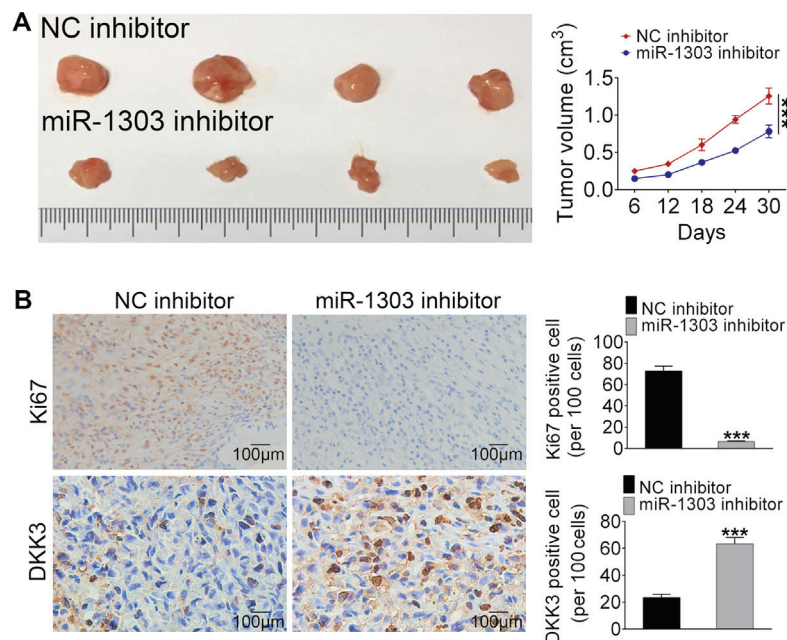 A
NC inhibitor
miR-1303 inhibitor
NC inhibitor
miR-1303 inhibitor
Tumor volume (cm³)
1.5
1.0
0.5
0.0
6 12 18 24 30
Days
***
B
NC inhibitor miR-1303 inhibitor
Ki67
100μm
100μm
DKK3
100μm
100μm
NC inhibitor
miR-1303 inhibitor
Ki67 positive cell
(per 100 cells)
100
80
60
40
20
0
***
NC inhibitor
miR-1303 inhibitor
DKK3 positive cell
(per 100 cells)
80
60
40
20
0
***